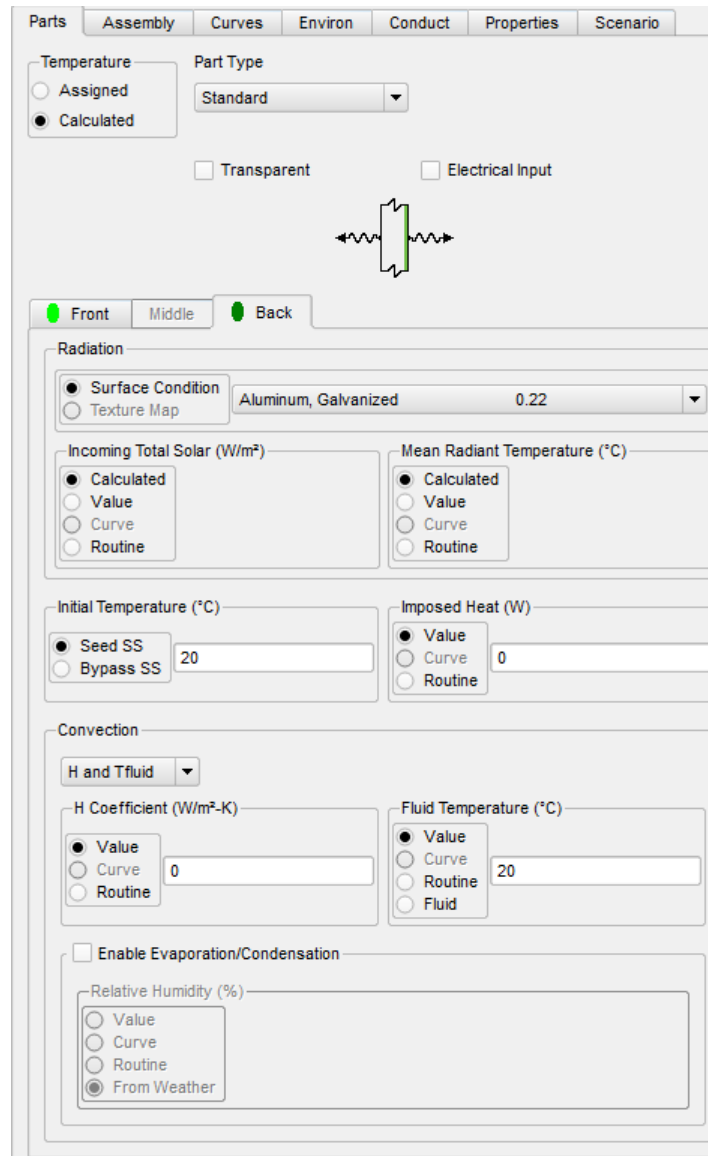 Parts Assembly Curves Environ Conduct Properties Scenario
Temperature
Assigned
Calculated
Part Type
Standard
Transparent Electrical Input
Front Middle Back
Radiation
Surface Condition
Texture Map
Aluminum, Galvanized 0.22
Incoming Total Solar (W/m²)
Calculated
Value
Curve
Routine
Mean Radiant Temperature (°C)
Calculated
Value
Curve
Routine
Initial Temperature (°C)
Seed SS
Bypass SS
20
Imposed Heat (W)
Value
Curve
Routine
0
Convection
H and Tfluid
H Coefficient (W/m²-K)
Value
Curve
Routine
0
Fluid Temperature (°C)
Value
Curve
Routine
Fluid
20
Enable Evaporation/Condensation
Relative Humidity (%)
Value
Curve
Routine
From Weather